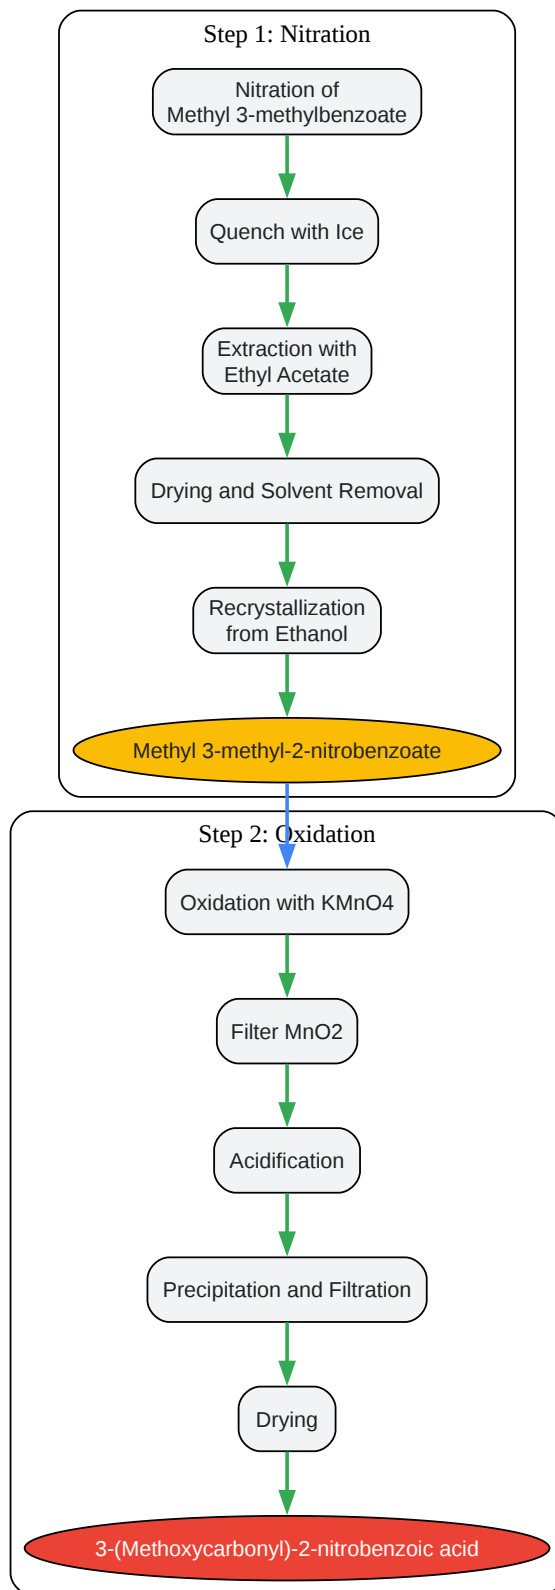 Step 1: Nitration
Nitration of
Methyl 3-methylbenzoate
Quench with Ice
Extraction with
Ethyl Acetate
Drying and Solvent Removal
Recrystallization
from Ethanol
Methyl 3-methyl-2-nitrobenzoate
Step 2: Oxidation
Oxidation with KMnO4
Filter MnO2
Acidification
Precipitation and Filtration
Drying
3-(Methoxycarbonyl)-2-nitrobenzoic acid